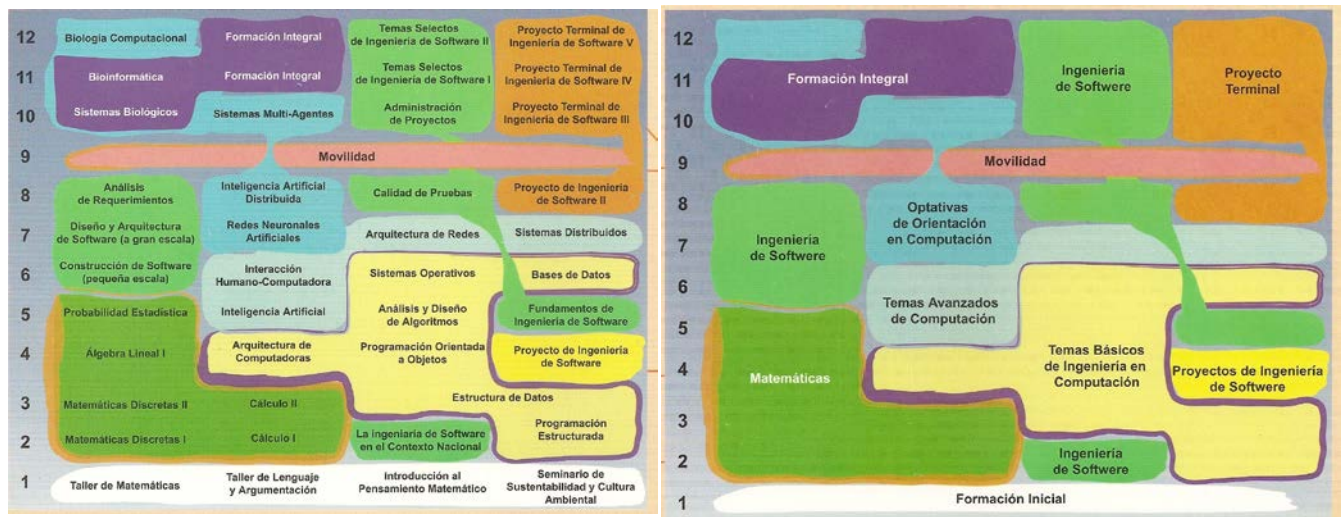 12
Biología Computacional
Formación Integral
Temas Selectos
de Ingeniería de Software II
Proyecto Terminal de
Ingeniería de Software V
11
Bioinformática
Formación Integral
Temas Selectos
de Ingeniería de Software I
Proyecto Terminal de
Ingeniería de Software IV
10
Sistemas Biológicos
Sistemas Multi-Agentes
Administración
de Proyectos
Proyecto Terminal de
Ingeniería de Software III
9
Movilidad
8
Análisis
de Requerimientos
Inteligencia Artificial
Distribuida
Calidad de Pruebas
Proyecto de Ingeniería
de Software II
7
Diseño y Arquitectura
de Software (a gran escala)
Redes Neuronales
Artificiales
Arquitectura de Redes
Sistemas Distribuidos
6
Construcción de Software
(pequeña escala)
Interacción
Humano-Computadora
Sistemas Operativos
Bases de Datos
5
Probabilidad Estadística
Inteligencia Artificial
Análisis y Diseño
de Algoritmos
Fundamentos de
Ingeniería de Software
4
Álgebra Lineal I
Arquitectura de
Computadoras
Programación Orientada
a Objetos
Proyecto de Ingeniería
de Software
3
Matemáticas Discretas II
Cálculo II
Estructura de Datos
2
Matemáticas Discretas I
Cálculo I
La ingeniaría de Software
en el Contexto Nacional
Programación
Estructurada
1
Taller de Matemáticas
Taller de Lenguaje
y Argumentación
Introducción al
Pensamiento Matemático
Seminario de
Sustentabilidad y Cultura
Ambiental
12
11
Formación Integral
Ingeniería
de Softwere
Proyecto
Terminal
10
9
Movilidad
8
Optativas
de Orientación
en Computación
7
Ingeniería
de Softwere
6
Temas Avanzados
de Computación
5
4
Matemáticas
Temas Básicos
de Ingeniería en
Computación
Proyectos de Ingeniería
de Softwere
3
2
Ingeniería
de Softwere
1
Formación Inicial